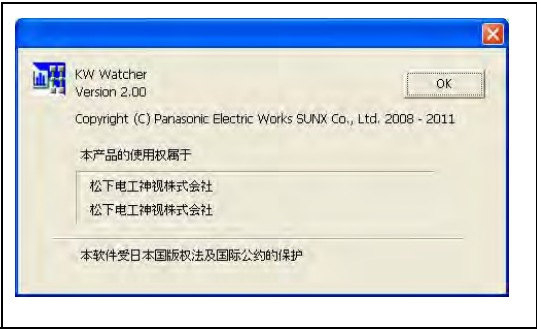 KW Watcher
Version 2.00
OK
Copyright (C) Panasonic Electric Works SUNX Co., Ltd. 2008 - 2011
本产品的使用权属于
松下电工神视株式会社
松下电工神视株式会社
本软件受日本国版权法及国际公约的保护